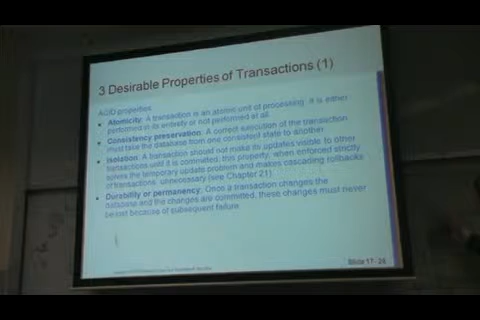 3 Desirable Properties of Transactions (1)
ACID properties:
• Atomicity: A transaction is an atomic unit of processing; it is either
performed in its entirety or not performed at all.
• Consistency preservation: A correct execution of the transaction
must take the database from one consistent state to another.
• Isolation: A transaction should not make its updates visible to other
transactions until it is committed; this property, when enforced strictly,
solves the temporary update problem and makes cascading rollbacks
of transactions unnecessary (see Chapter 21).
• Durability or permanency: Once a transaction changes the
database and the changes are committed, these changes must never
be lost because of subsequent failure.
Slide 17 -